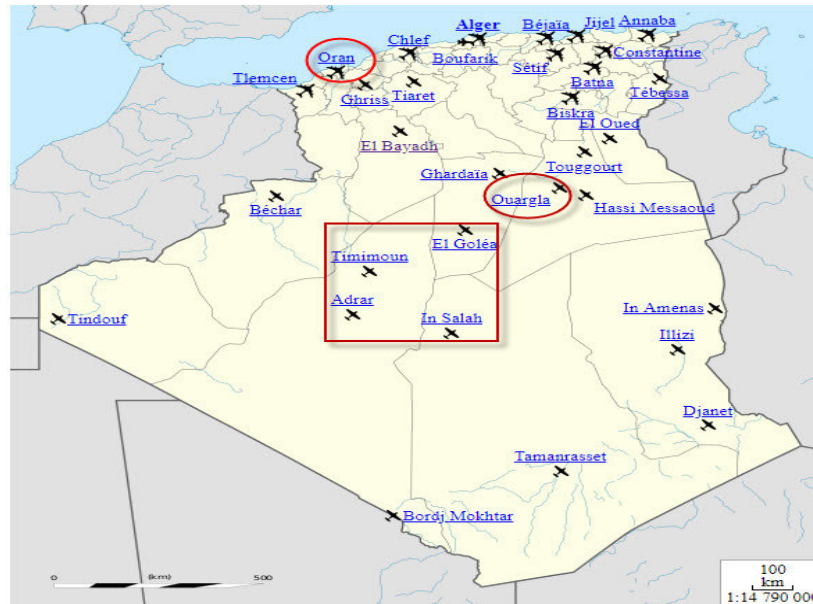 Alger
Béjaïa
Jijel
Annaba
Chlef
Oran
Boufarik
Constantine
Sétif
Tlemcen
Ghriss
Tiaret
Batna
Tébessa
Biskra
El Oued
El Bayadh
Touggourt
Ghardaïa
Ouargla
Hassi Messaoud
Béchar
El Goléa
Timimoun
Adrar
In Salah
Tindouf
In Amenas
Illizi
Djanet
Tamanrasset
Bordj Mokhtar
0 (km) 500
100
km
1:14 790 000